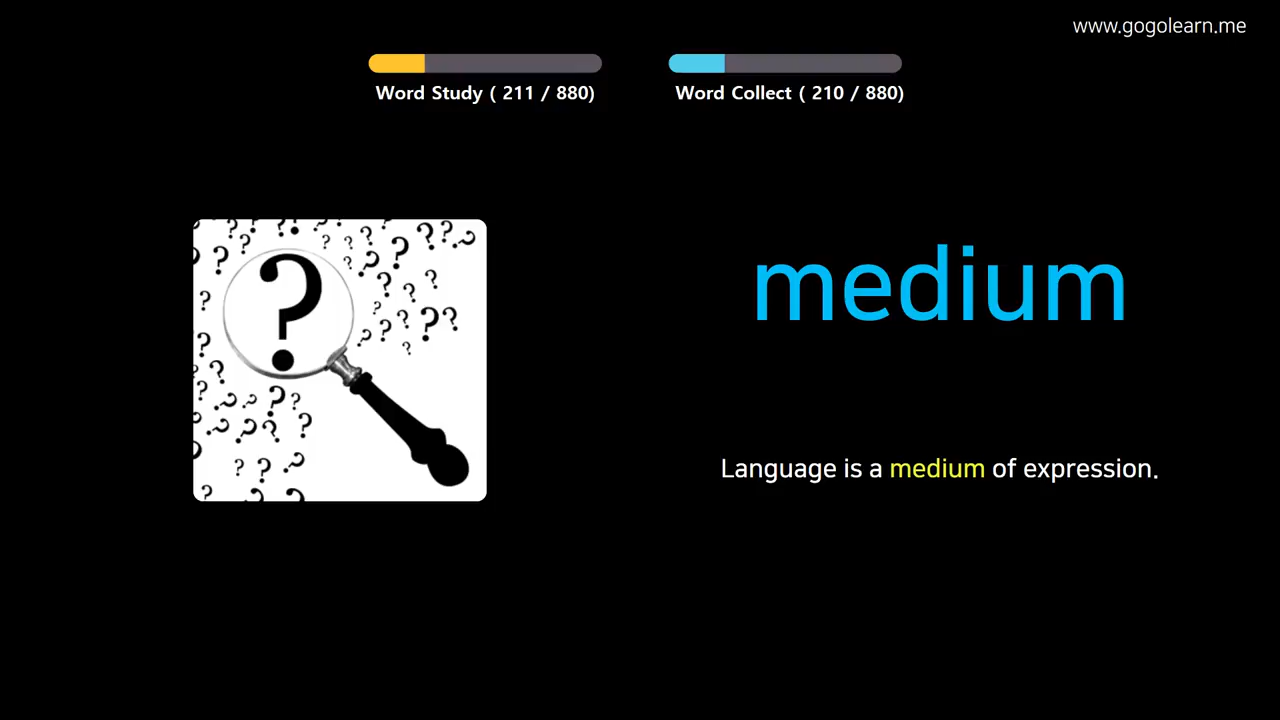 www.gogolearn.me
Word Study ( 211 / 880)
Word Collect ( 210 / 880)
?
medium
Language is a medium of expression.